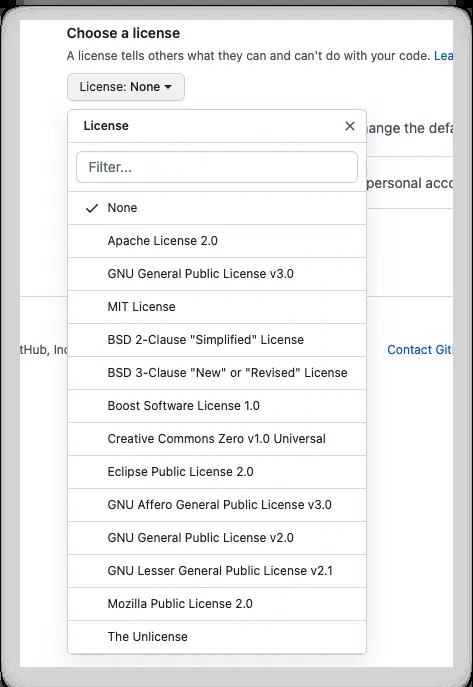 Choose a license
A license tells others what they can and can't do with your code. Lea
License: None
License
ange the defa
Filter...
personal acco
None
Apache License 2.0
GNU General Public License v3.0
MIT License
BSD 2-Clause "Simplified" License
tHub, Inc
Contact Git
BSD 3-Clause "New" or "Revised" License
Boost Software License 1.0
Creative Commons Zero v1.0 Universal
Eclipse Public License 2.0
GNU Affero General Public License v3.0
GNU General Public License v2.0
GNU Lesser General Public License v2.1
Mozilla Public License 2.0
The Unlicense